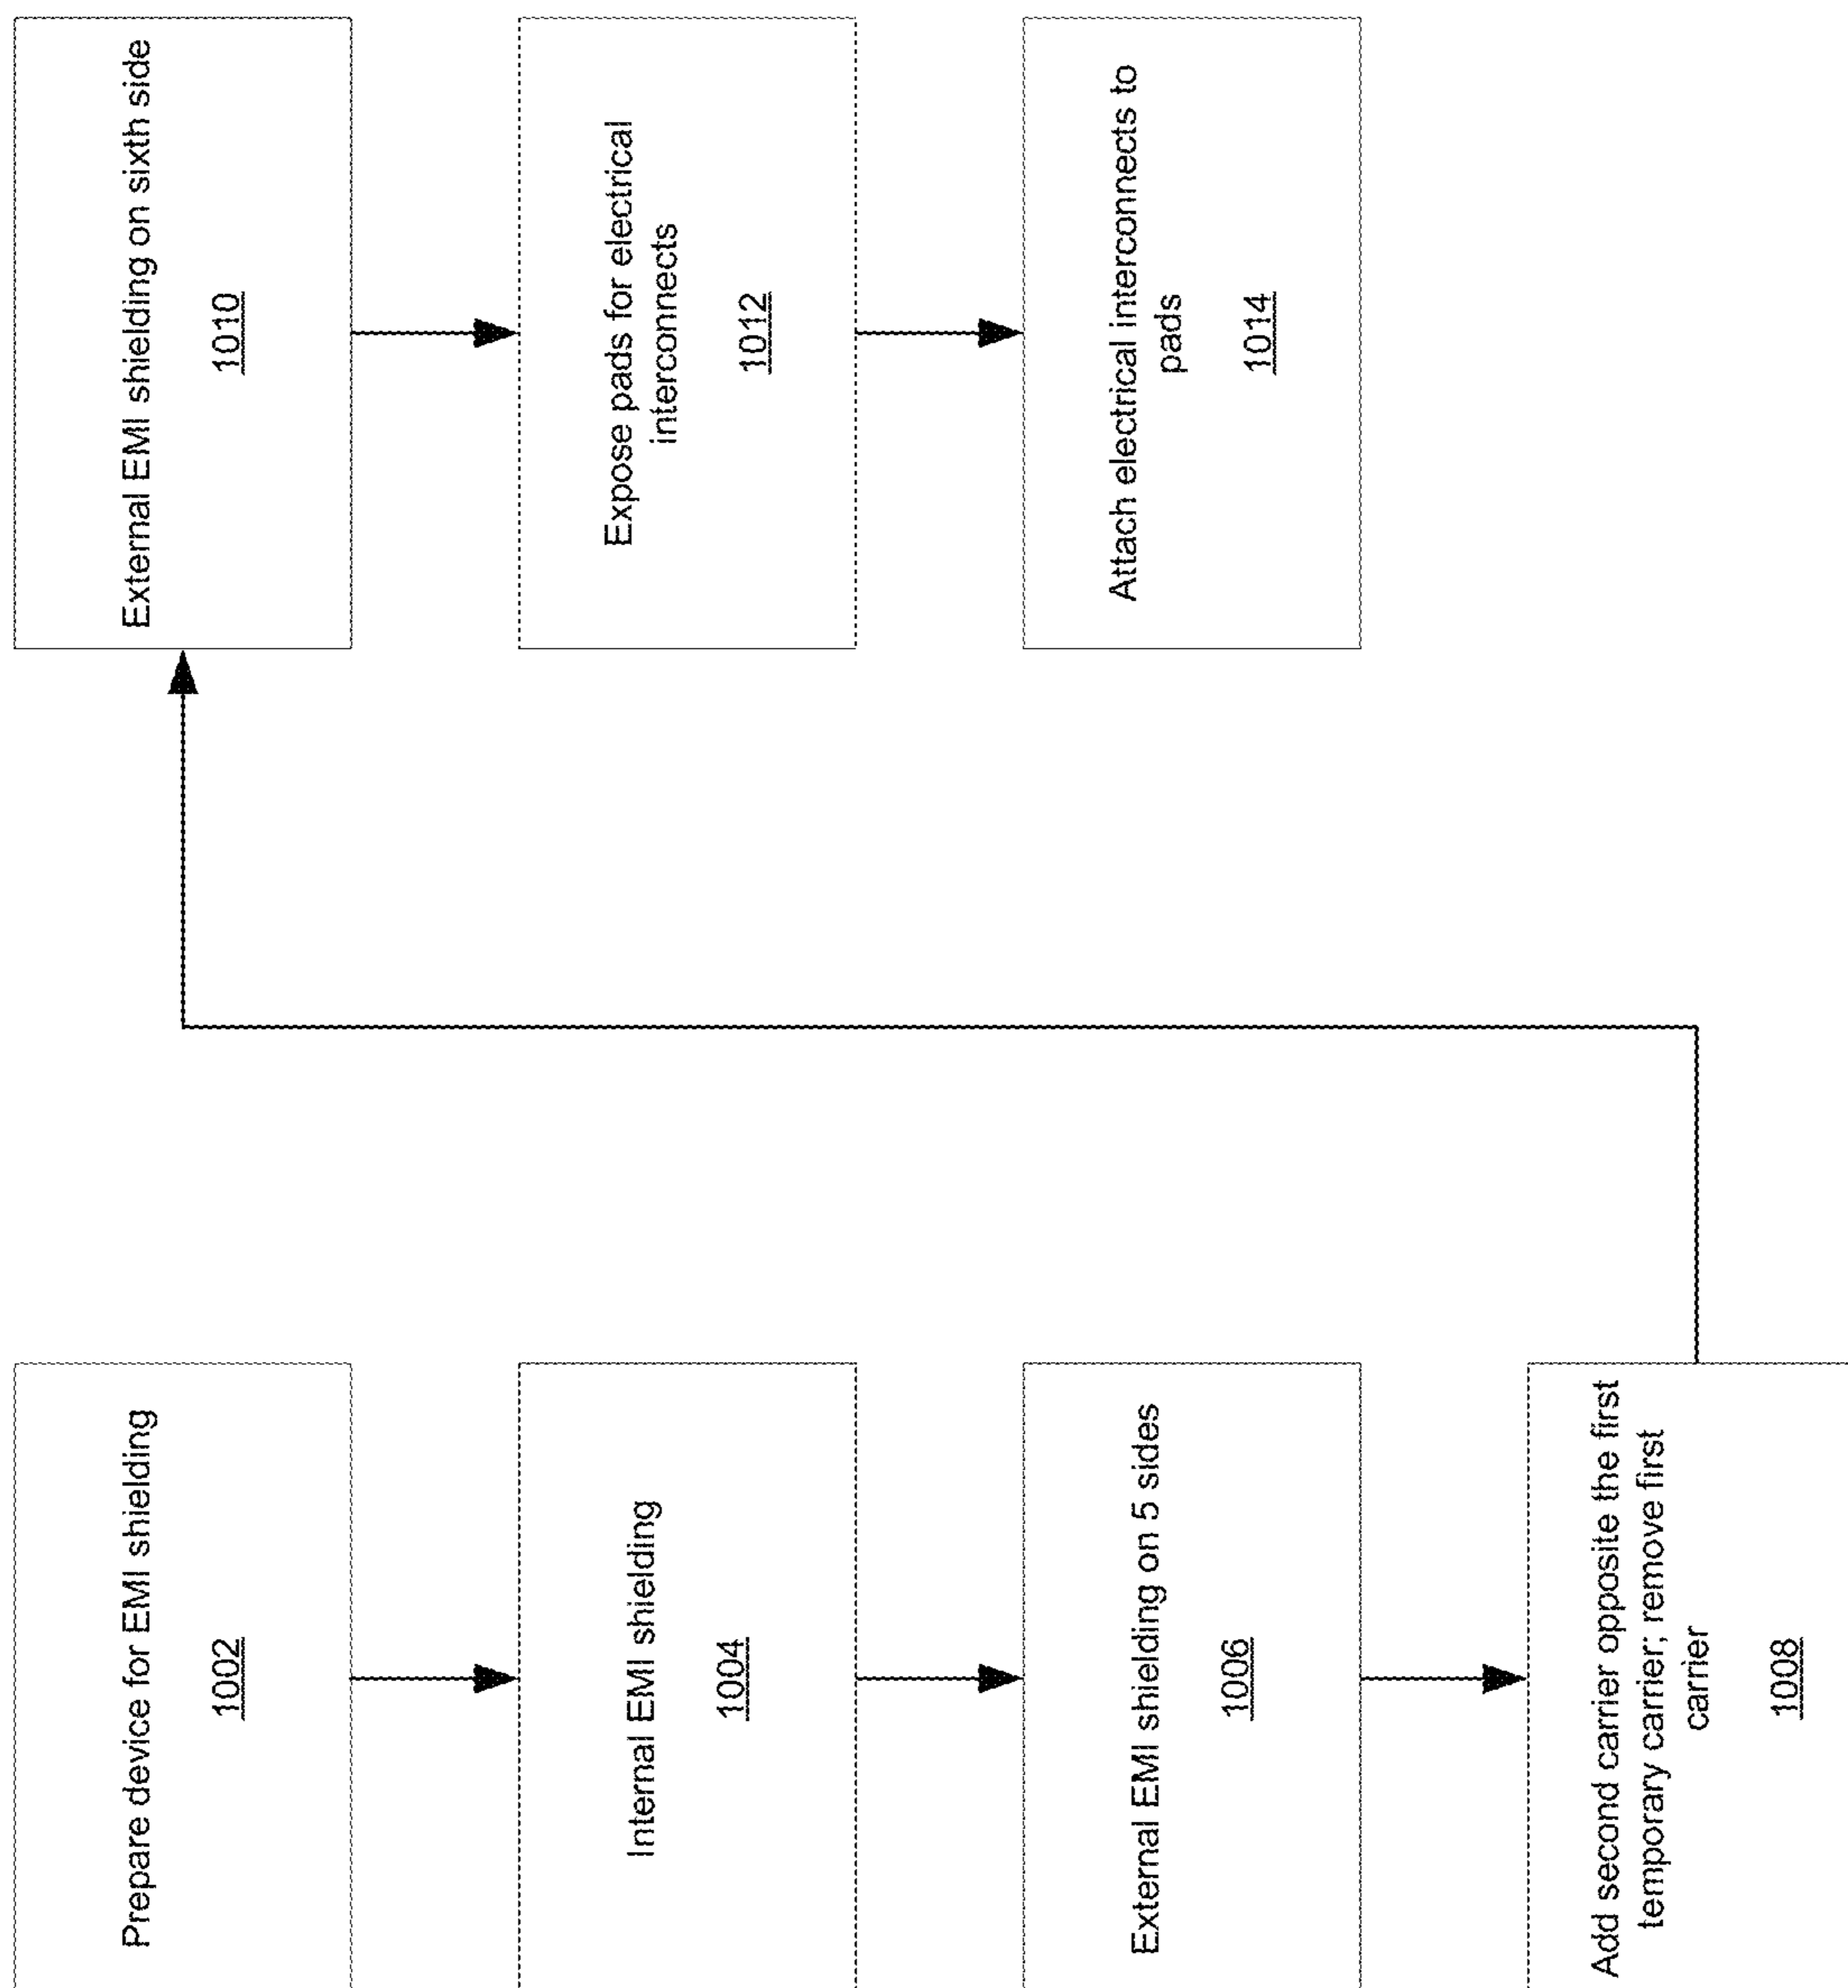 Prepare device for EMI shielding
1002
Internal EMI shielding
1004
External EMI shielding on 5 sides
1006
Add second carrier opposite the first
temporary carrier; remove first
carrier
1008
External EMI shielding on sixth side
1010
Expose pads for electrical
interconnects
1012
Attach electrical interconnects to
pads
1014